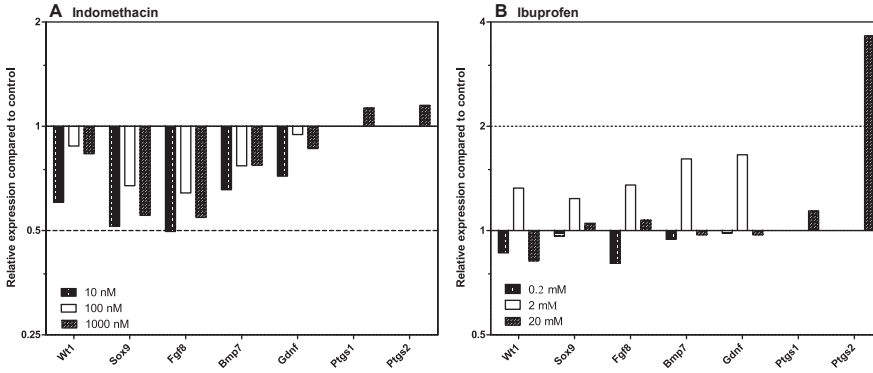 A Indomethacin
Relative expression compared to control
2
1
0.5
0.25
10 nM
100 nM
1000 nM
Wt1
Sox9
Fgf8
Bmp7
Gdnf
Ptgs1
Ptgs2
B Ibuprofen
Relative expression compared to control
4
2
1
0.5
0.2 mM
2 mM
20 mM
Wt1
Sox9
Fgf8
Bmp7
Gdnf
Ptgs1
Ptgs2